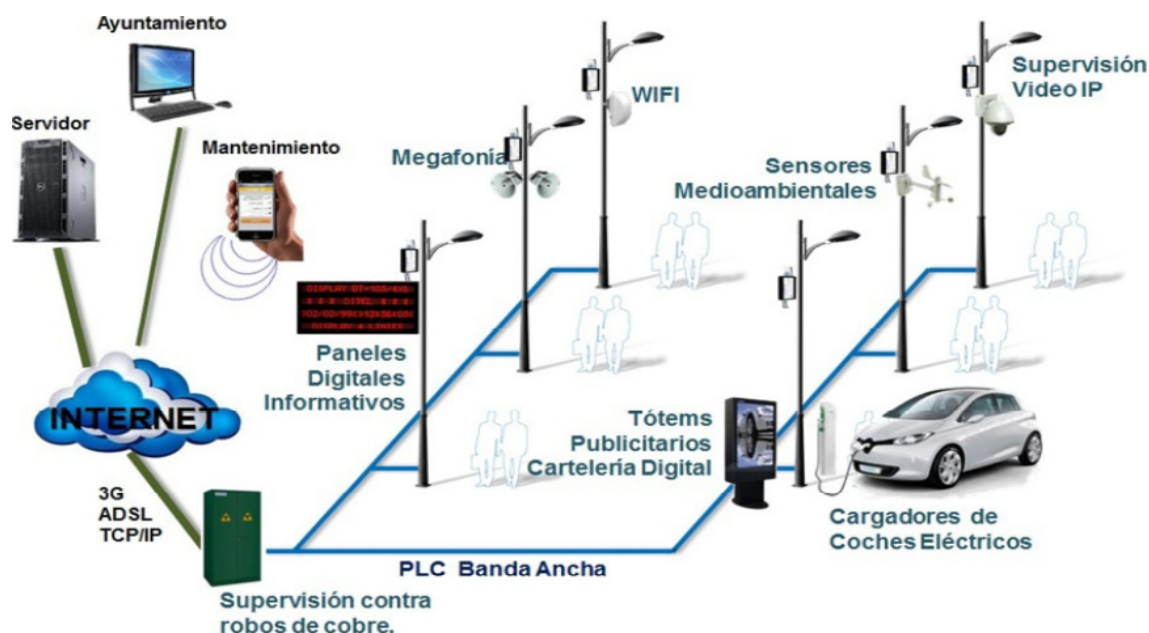 Ayuntamiento
Servidor
Mantenimiento
WIFI
Megafonía
Supervisión
Video IP
Sensores
Medioambientales
Paneles
Digitales
Informativos
INTERNET
Tótems
Publicitarios
Cartelería Digital
3G
ADSL
TCP/IP
Cargadores de
Coches Eléctricos
PLC Banda Ancha
Supervisión contra
robos de cobre.